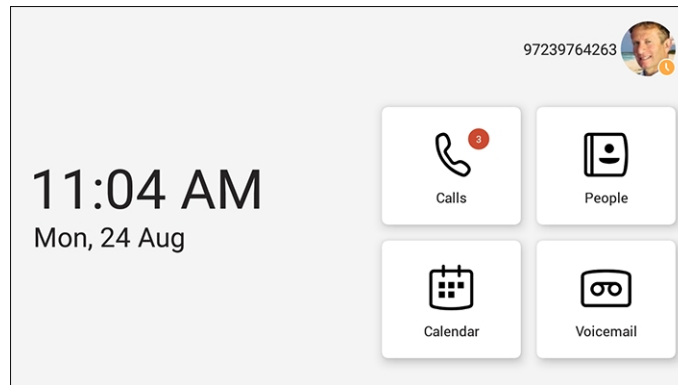 97239764263
11:04 AM
Mon, 24 Aug
3
Calls
People
Calendar
Voicemail